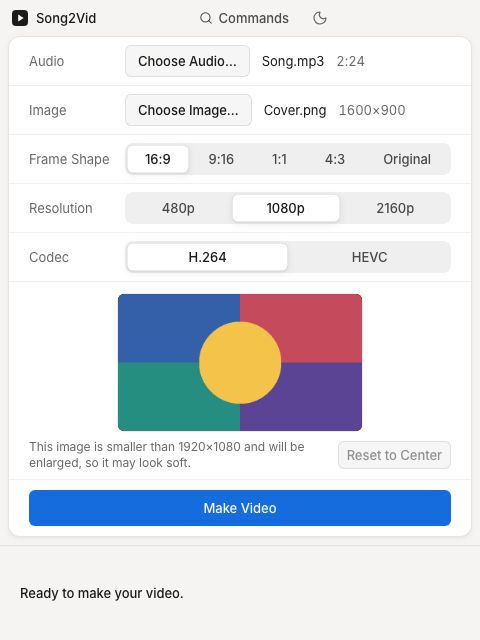 Song2Vid
Commands
Audio
Choose Audio...
Song.mp3
2:24
Image
Choose Image...
Cover.png
1600×900
Frame Shape
16:9
9:16
1:1
4:3
Original
Resolution
480p
1080p
2160p
Codec
H.264
HEVC
This image is smaller than 1920×1080 and will be
enlarged, so it may look soft.
Reset to Center
Make Video
Ready to make your video.